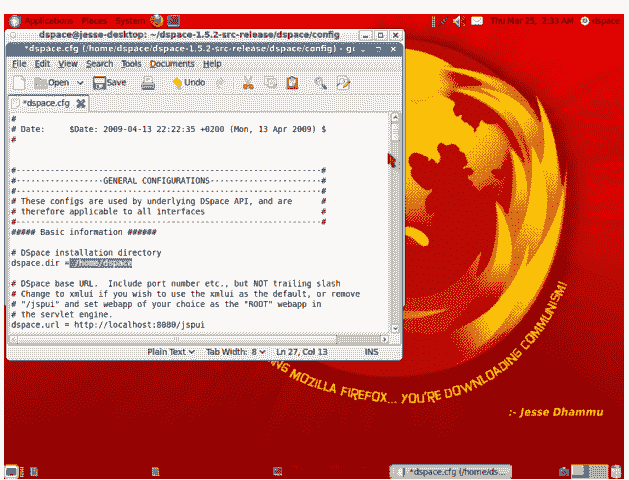 Applications Places System
Thu Mar 25, 2:33 AM dspace
dspace@jesse-desktop: ~/dspace-1.5.2-src-release/dspace/config
*dspace.cfg (/home/dspace/dspace-1.5.2-src-release/dspace/config) - ge
File Edit View Search Tools Documents Help
Open Save Undo
*dspace.cfg
#
# Date: $Date: 2009-04-13 22:22:35 +0200 (Mon, 13 Apr 2009) $
#
#---------------------------------------------------------------#
#-------------------GENERAL CONFIGURATIONS------------------------#
#---------------------------------------------------------------#
# These configs are used by underlying DSpace API, and are #
# therefore applicable to all interfaces #
#---------------------------------------------------------------#
##### Basic information ######
# DSpace installation directory
dspace.dir = /home/dspace
# DSpace base URL. Include port number etc., but NOT trailing slash
# Change to xmlui if you wish to use the xmlui as the default, or remove
# "/jspui" and set webapp of your choice as the "ROOT" webapp in
# the servlet engine.
dspace.url = http://localhost:8080/jspui
Plain Text Tab Width: 8 Ln 27, Col 13 INS
MOZILLA FIREFOX... YOU'RE DOWNLOADING COMMUNISM!
:- Jesse Dhammu
*dspace.cfg (/home/ds...